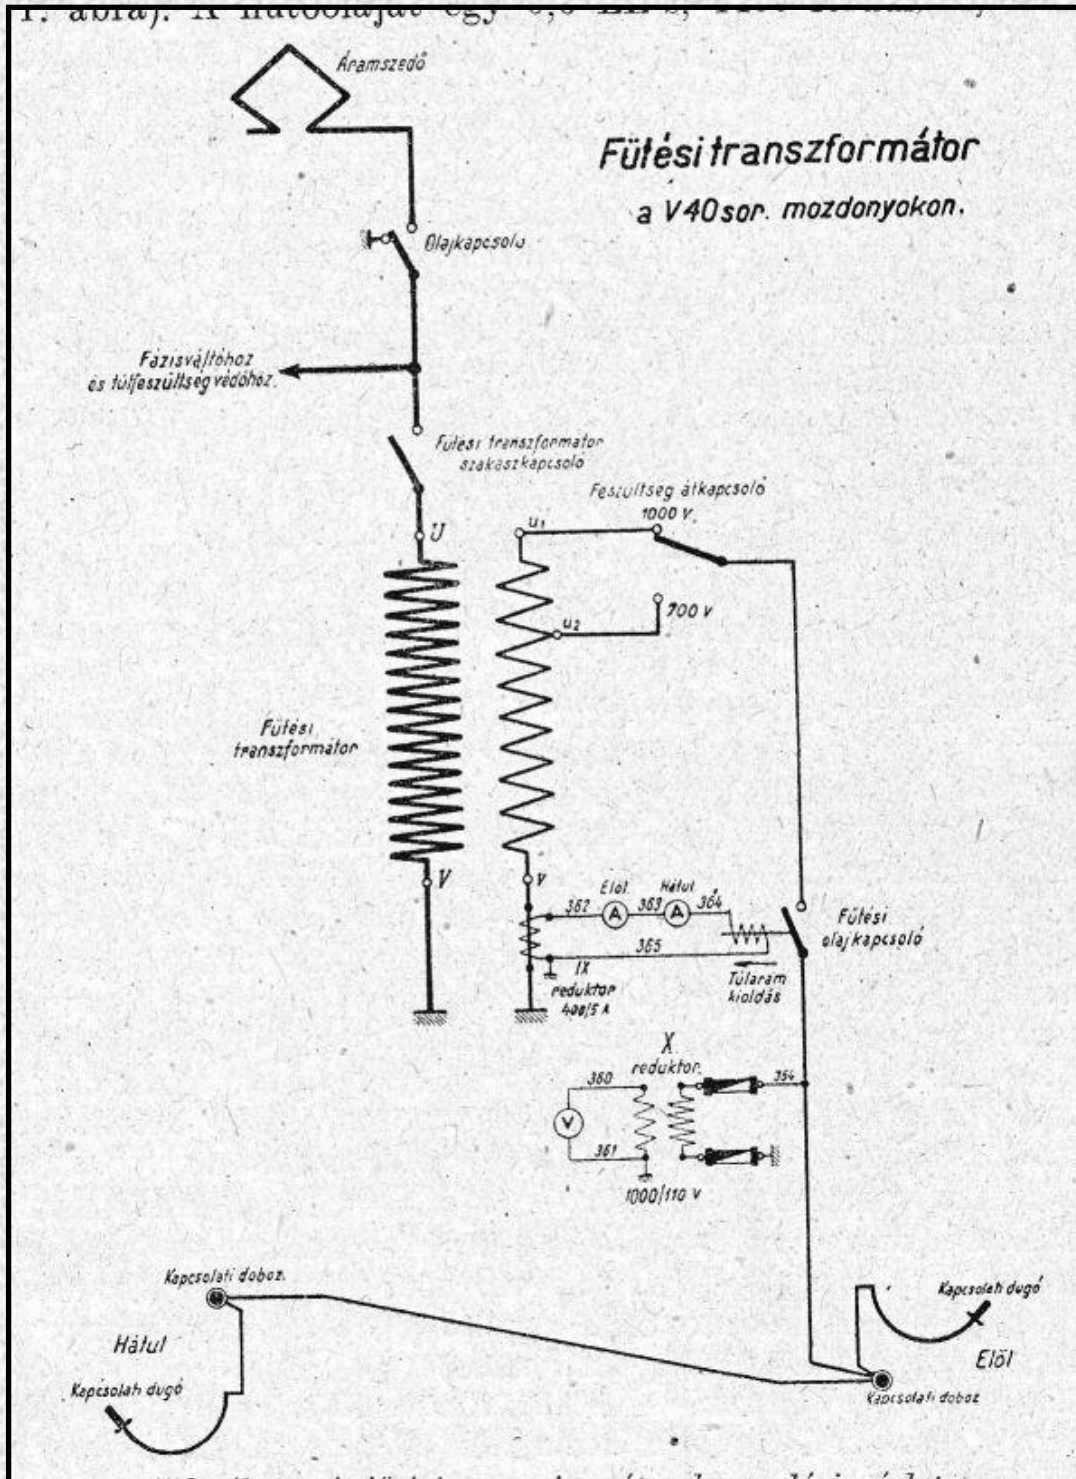 Áramszedő
Fűtési transzformátor
a V40 sor. mozdonyokon.
Olajkapcsoló
Fázisváltóhoz
és túlfeszültség védőhöz.
Fűtési transzformátor
szakaszkapcsoló
Feszültség átkapcsoló
1000 V.
U
u1
700 V
u2
Fűtési
transzformátor
V
v
Elöl.
Hátul
362
A
363
A
364
Fűtési
olajkapcsoló
365
IX
reduktor
400/5 A
Túláram
kioldás
X
reduktor.
360
354
V
361
1000/110 V
Kapcsolati doboz.
Kapcsolati dugó
Hátul
Elöl
Kapcsolati dugó
Kapcsolati doboz